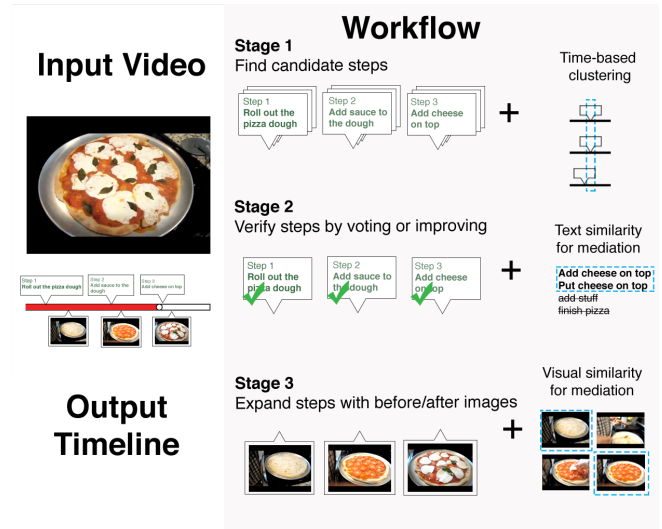 Input Video
Step 1
Roll out the pizza dough
Step 2
Add sauce to the
dough
Step 3
Add cheese on top
Output
Timeline
Workflow
Stage 1
Find candidate steps
Step 1
Roll out the
pizza dough
Step 2
Add sauce to
the dough
Step 3
Add cheese
on top
+
Time-based
clustering
Stage 2
Verify steps by voting or improving
Step 1
Roll out the
pizza dough
Step 2
Add sauce to
the dough
Step 3
Add cheese
on top
+
Text similarity
for mediation
Add cheese on top
Put cheese on top
add stuff
finish pizza
Stage 3
Expand steps with before/after images
+
Visual similarity
for mediation